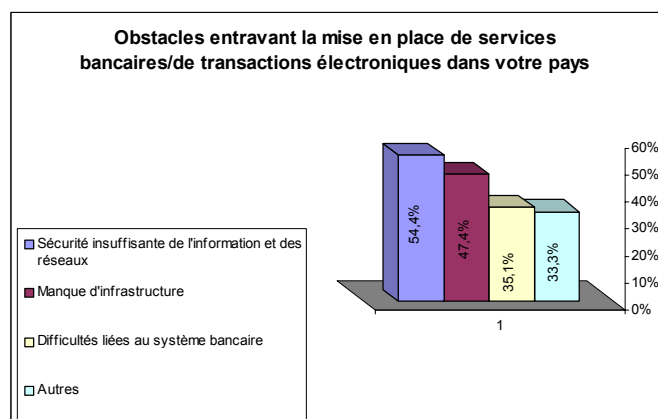 Obstacles entravant la mise en place de services
bancaires/de transactions électroniques dans votre pays
54,4%
47,4%
35,1%
33,3%
60%
50%
40%
30%
20%
10%
0%
1
Sécurité insuffisante de l'information et des
réseaux
Manque d'infrastructure
Difficultés liées au système bancaire
Autres